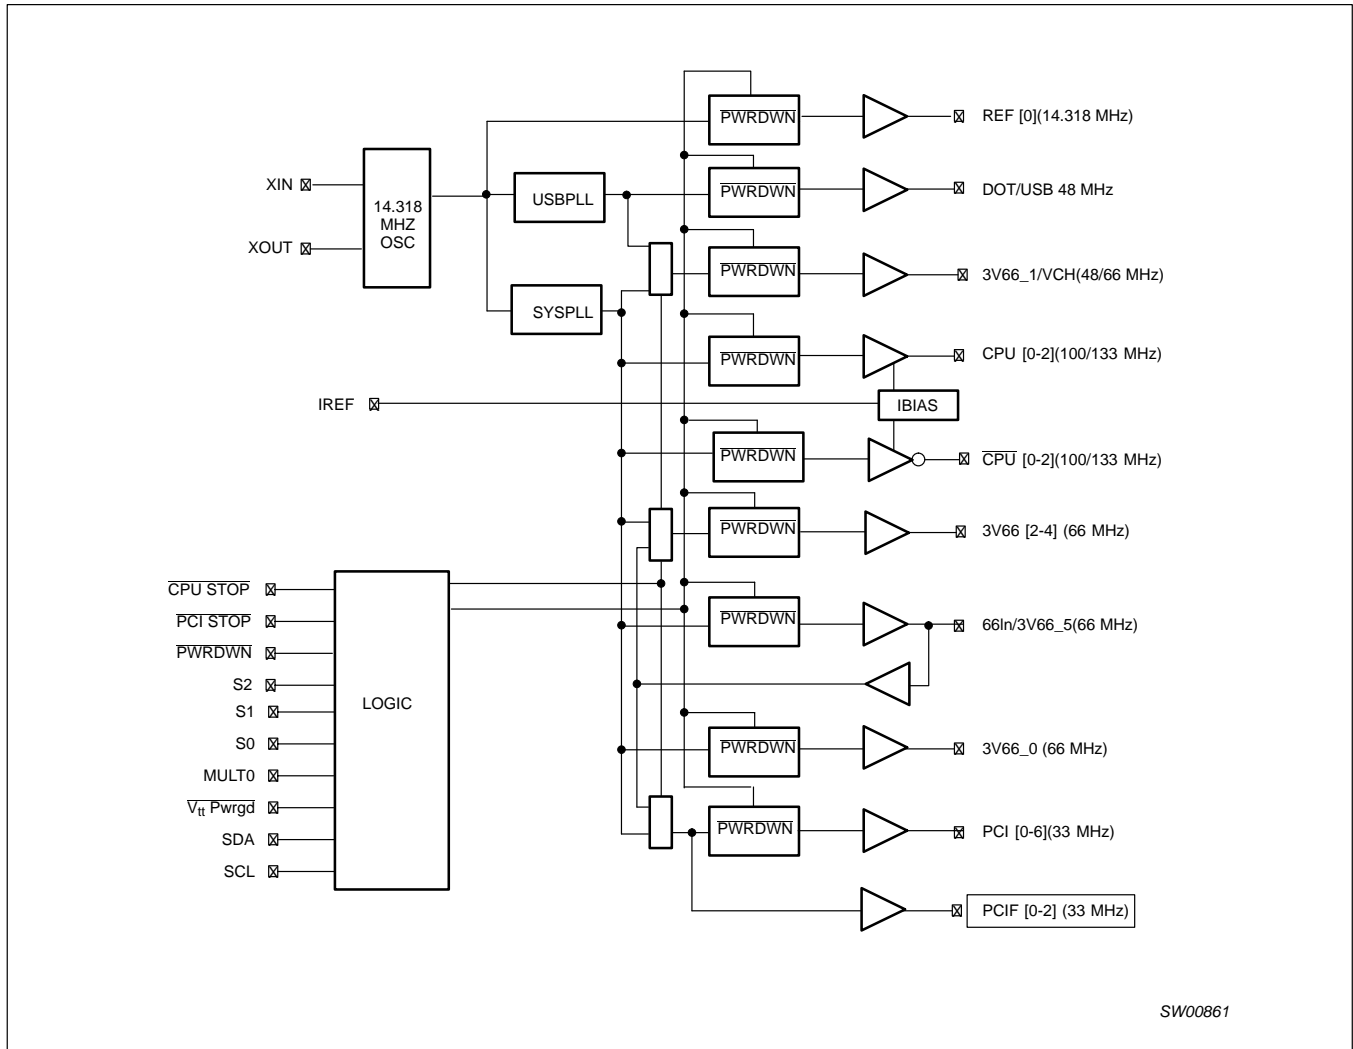 PWRDWN
REF [0](14.318 MHz)
XIN
14.318
MHZ
OSC
XOUT
USBPLL
PWRDWN
DOT/USB 48 MHz
PWRDWN
3V66_1/VCH(48/66 MHz)
SYSPLL
PWRDWN
CPU [0-2](100/133 MHz)
IREF
IBIAS
PWRDWN
CPU [0-2](100/133 MHz)
PWRDWN
3V66 [2-4] (66 MHz)
CPU STOP
PCI STOP
PWRDWN
S2
S1
S0
MULT0
Vtt Pwrgd
SDA
SCL
LOGIC
PWRDWN
66In/3V66_5(66 MHz)
PWRDWN
3V66_0 (66 MHz)
PWRDWN
PCI [0-6](33 MHz)
PCIF [0-2] (33 MHz)
SW00861